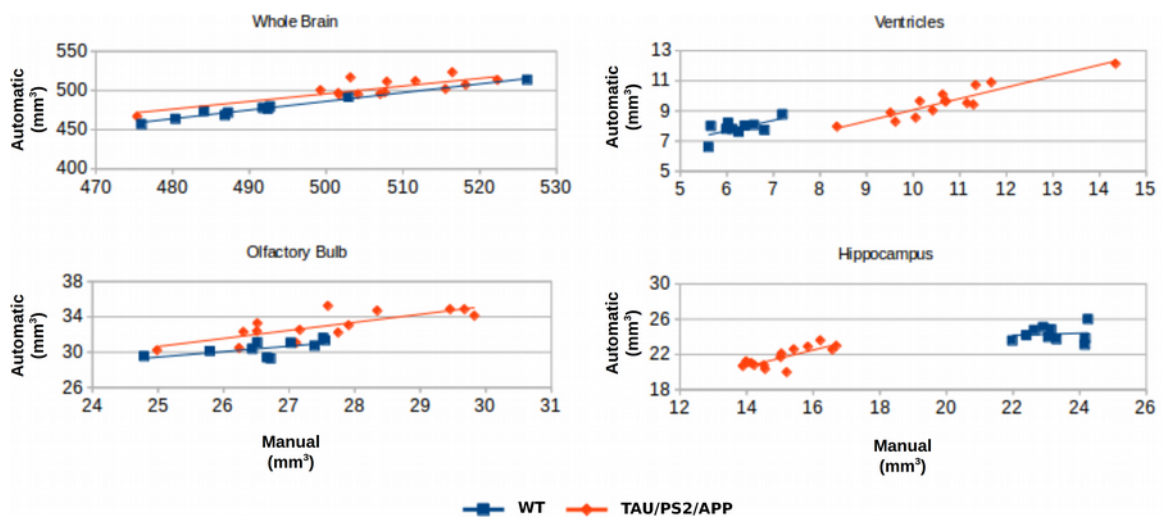 Whole Brain
Automatic
(mm³)
550
500
450
400
470 480 490 500 510 520 530
Ventricles
Automatic
(mm³)
13
11
9
7
5
5 6 7 8 9 10 11 12 13 14 15
Olfactory Bulb
Automatic
(mm³)
38
34
30
26
24 25 26 27 28 29 30 31
Manual
(mm³)
Hippocampus
Automatic
(mm³)
30
26
22
18
12 14 16 18 20 22 24 26
Manual
(mm³)
WT TAU/PS2/APP